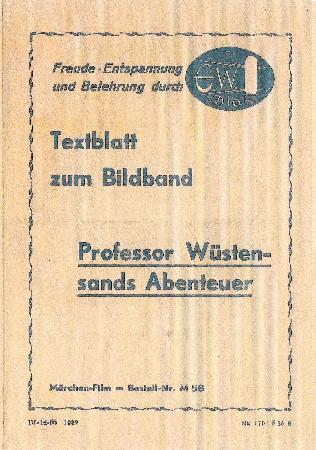 Freude-Entspannung
und Belehrung durch
Textblatt
zum Bildband
Professor Wüsten-
sands Abenteuer
Märchen-Film — Bestell-Nr. M 58